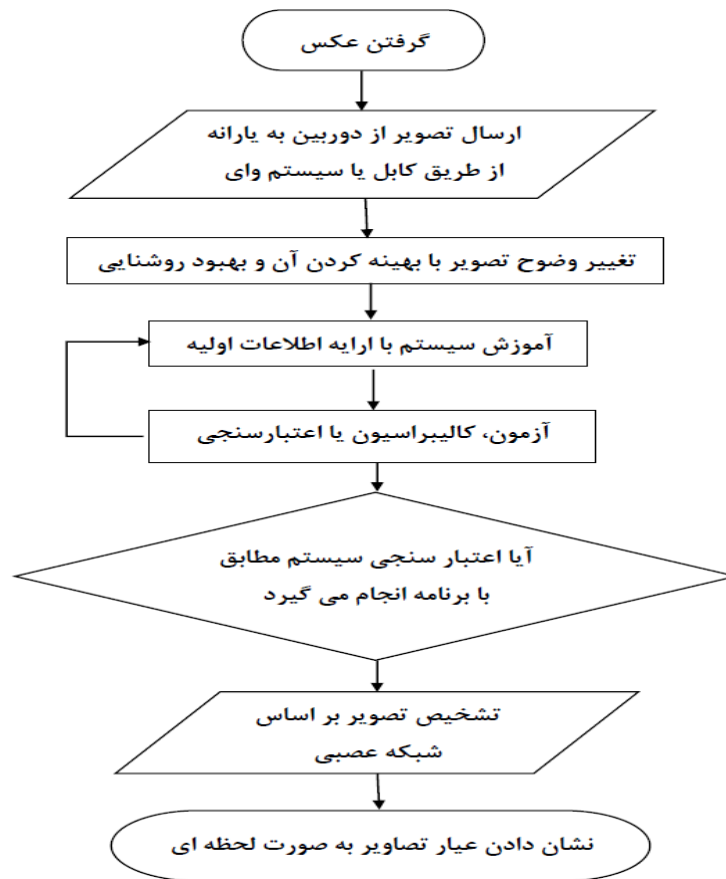 گرفتن عکس
ارسال تصویر از دوربین به یارانه
از طریق کابل یا سیستم وای
تغییر وضوح تصویر با بهینه کردن آن و بهبود روشنایی
آموزش سیستم با ارایه اطلاعات اولیه
آزمون، کالیبراسیون یا اعتبارسنجی
آیا اعتبار سنجی سیستم مطابق
با برنامه انجام می گیرد
تشخیص تصویر بر اساس
شبکه عصبی
نشان دادن عیار تصاویر به صورت لحظه ای